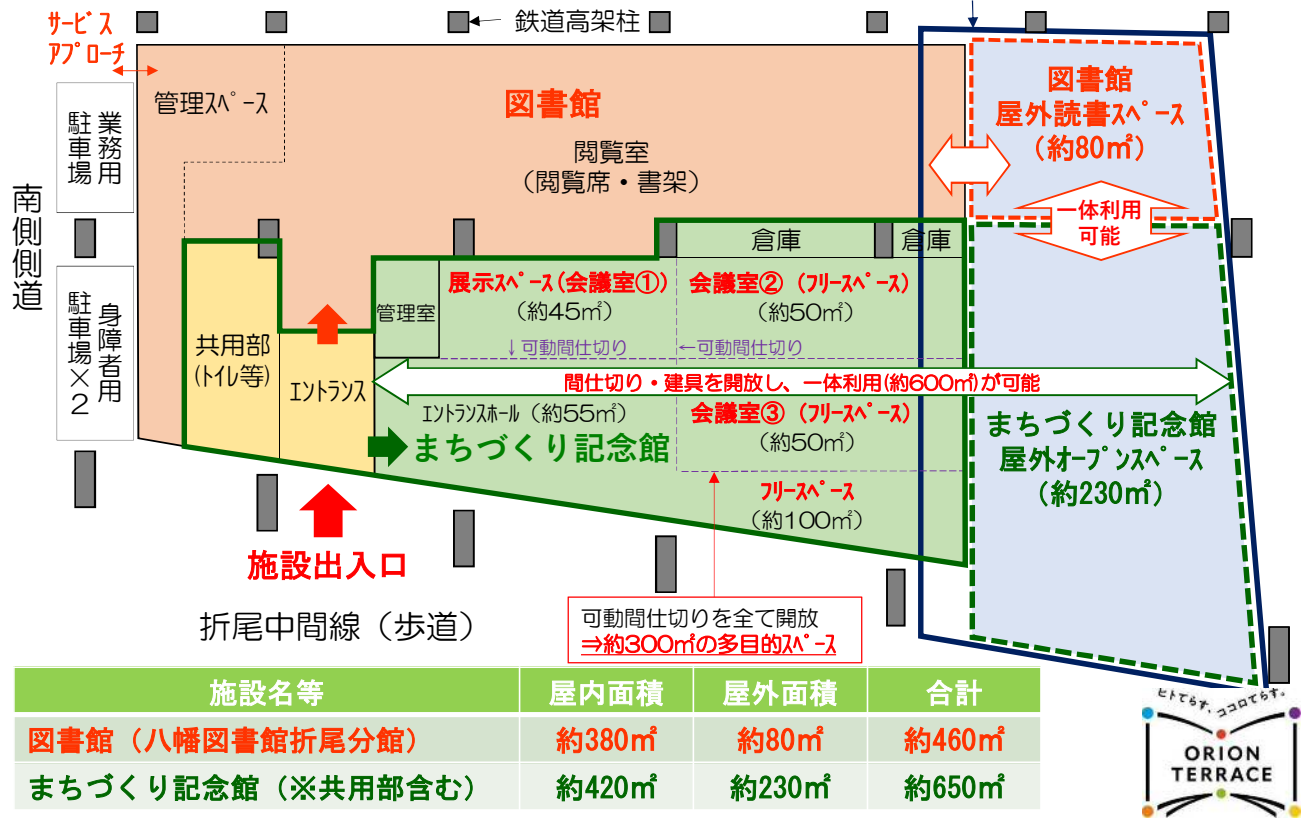 サービス
アプローチ
鉄道高架柱
管理スペース
図書館
閲覧室
（閲覧席・書架）
図書館
屋外読書スペース
（約80㎡）
業務用
駐車場
南側側道
一体利用
可能
倉庫
倉庫
展示スペース（会議室①）
（約45㎡）
会議室②（フリースペース）
（約50㎡）
管理室
身障者用
駐車場×2
共用部
（トイレ等）
エントランス
↓可動間仕切り
←可動間仕切り
間仕切り・建具を開放し、一体利用(約600㎡)が可能
エントランスホール（約55㎡）
会議室③（フリースペース）
（約50㎡）
まちづくり記念館
まちづくり記念館
屋外オープンスペース
（約230㎡）
フリースペース
（約100㎡）
施設出入口
折尾中間線（歩道）
可動間仕切りを全て開放
⇒約300㎡の多目的スペース
施設名等 屋内面積 屋外面積 合計
図書館（八幡図書館折尾分館） 約380㎡ 約80㎡ 約460㎡
まちづくり記念館（※共用部含む） 約420㎡ 約230㎡ 約650㎡
ヒトてらす、ココロてらす。
ORION
TERRACE